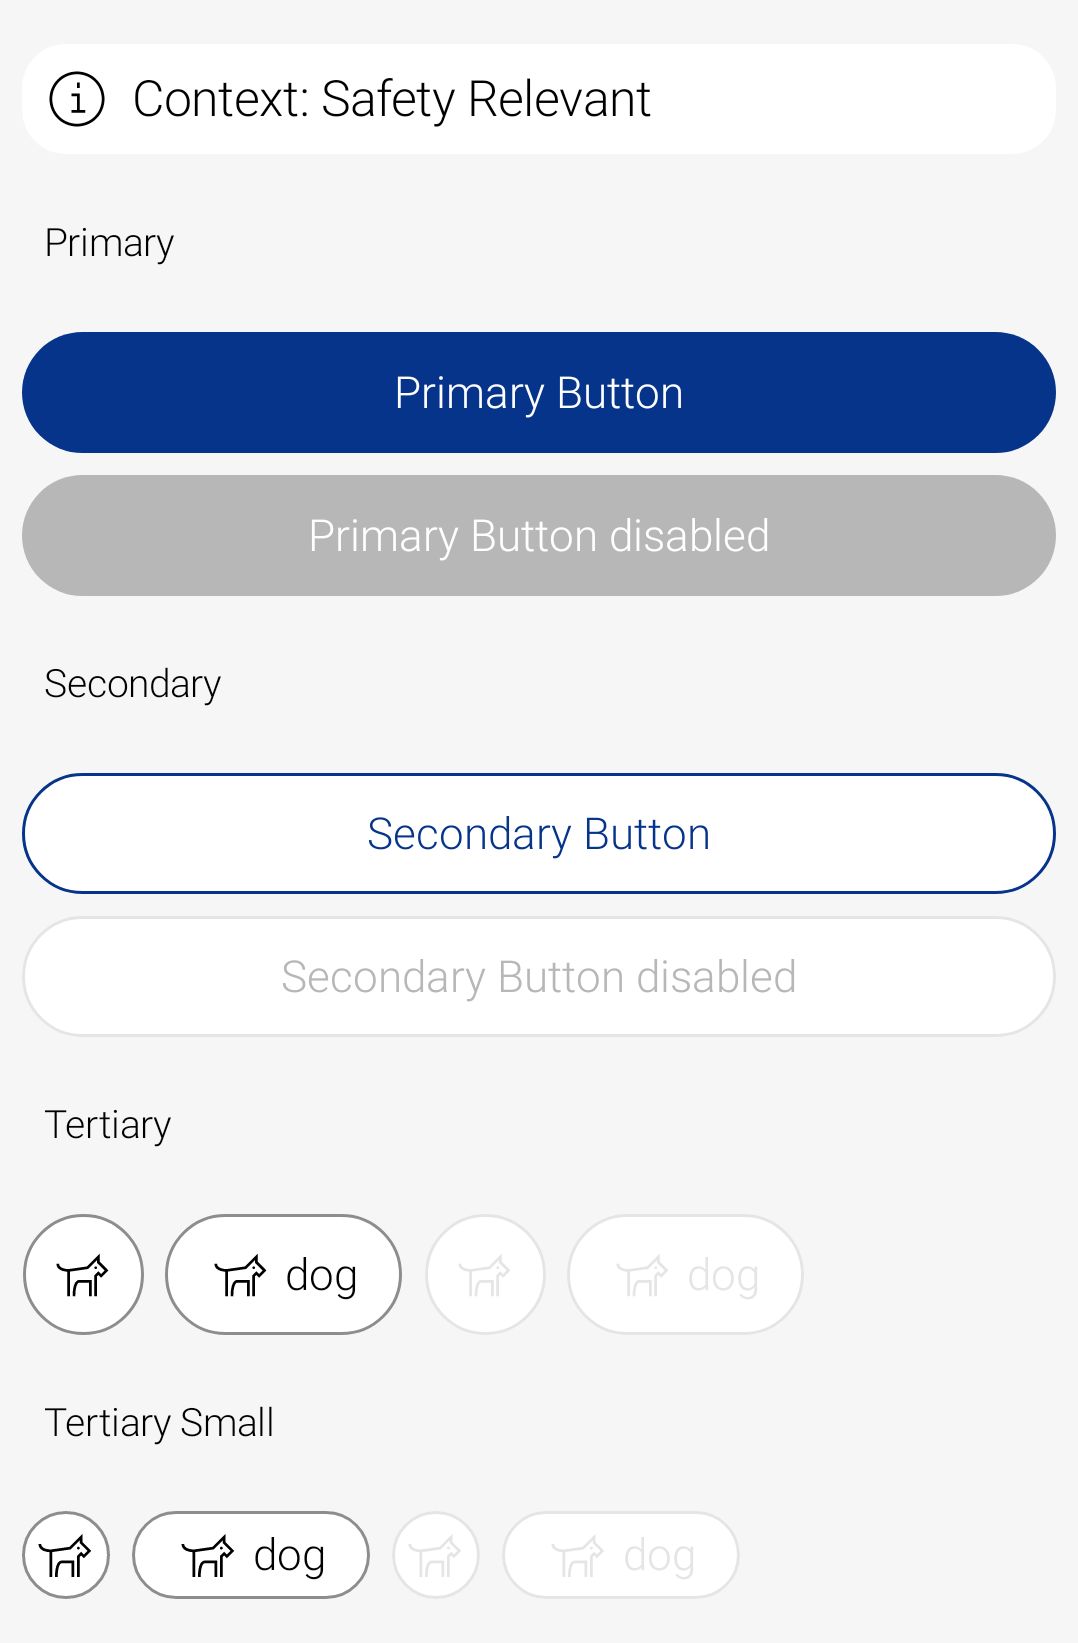 Context: Safety Relevant
Primary
Primary Button
Primary Button disabled
Secondary
Secondary Button
Secondary Button disabled
Tertiary
dog dog
Tertiary Small
dog dog